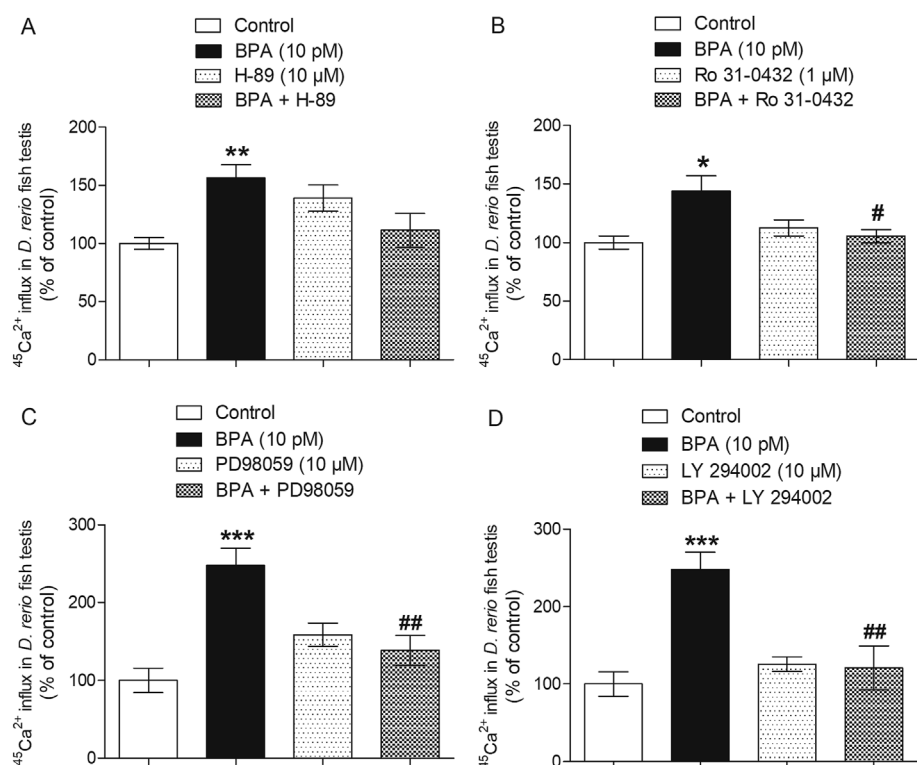 A
Control
BPA (10 pM)
H-89 (10 µM)
BPA + H-89
⁴⁵Ca²⁺ influx in D. rerio fish testis
(% of control)
200
150
100
50
0
**
B
Control
BPA (10 pM)
Ro 31-0432 (1 µM)
BPA + Ro 31-0432
⁴⁵Ca²⁺ influx in D. rerio fish testis
(% of control)
200
150
100
50
0
*
#
C
Control
BPA (10 pM)
PD98059 (10 µM)
BPA + PD98059
⁴⁵Ca²⁺ influx in D. rerio fish testis
(% of control)
300
200
100
0
***
##
D
Control
BPA (10 pM)
LY 294002 (10 µM)
BPA + LY 294002
⁴⁵Ca²⁺ influx in D. rerio fish testis
(% of control)
300
200
100
0
***
##